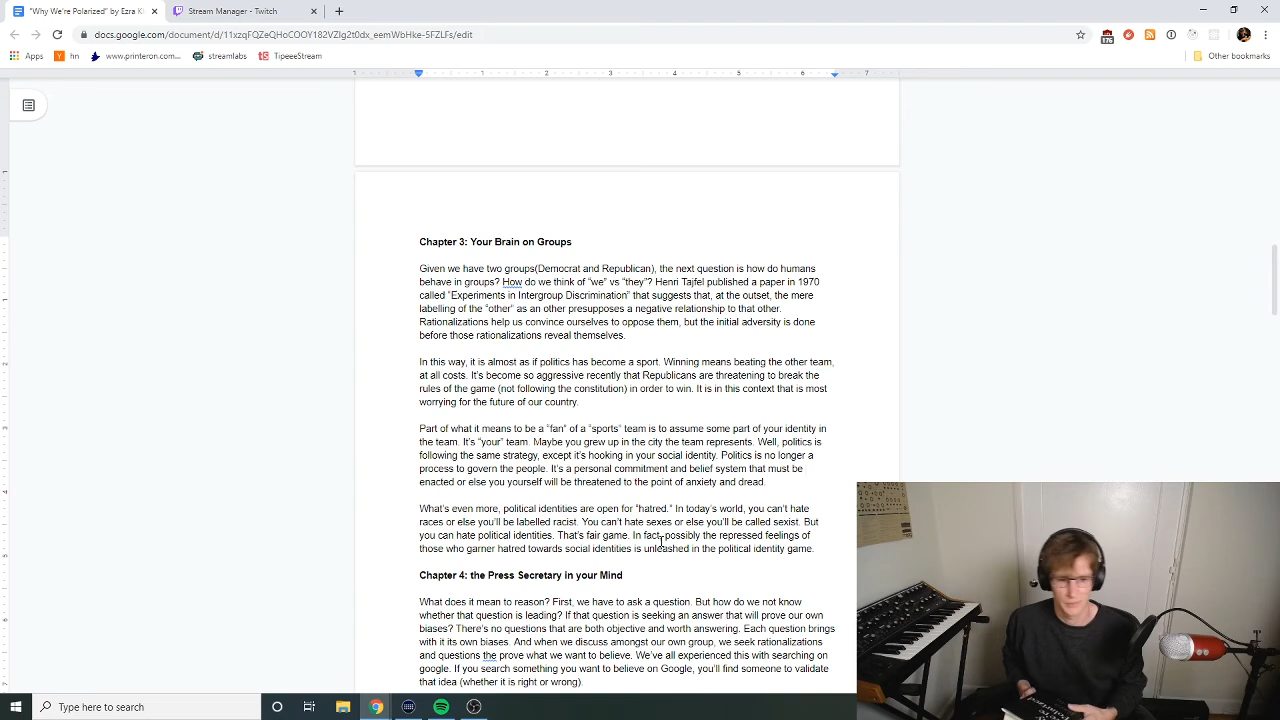 "Why We're Polarized" by Ezra Kl
Stream Manager - Twitch
docs.google.com/document/d/11xzqFQZeQHoCOOY182VZIg2t0dx_eemWbHke-5FZLFs/edit
176
Apps
hn
www.printeron.com...
streamlabs
TipeeeStream
Other bookmarks
1 1 2 3 4 5 6 7
Chapter 3: Your Brain on Groups
Given we have two groups(Democrat and Republican), the next question is how do humans
behave in groups? How do we think of “we” vs “they”? Henri Tajfel published a paper in 1970
called “Experiments in Intergroup Discrimination” that suggests that, at the outset, the mere
labelling of the “other” as an other presupposes a negative relationship to that other.
Rationalizations help us convince ourselves to oppose them, but the initial adversity is done
before those rationalizations reveal themselves.
In this way, it is almost as if politics has become a sport. Winning means beating the other team,
at all costs. It’s become so aggressive recently that Republicans are threatening to break the
rules of the game (not following the constitution) in order to win. It is in this context that is most
worrying for the future of our country.
Part of what it means to be a “fan” of a “sports” team is to assume some part of your identity in
the team. It’s “your” team. Maybe you grew up in the city the team represents. Well, politics is
following the same strategy, except it’s hooking in your social identity. Politics is no longer a
process to govern the people. It’s a personal commitment and belief system that must be
enacted or else you yourself will be threatened to the point of anxiety and dread.
What’s even more, political identities are open for “hatred.” In today’s world, you can’t hate
races or else you’ll be labelled racist. You can’t hate sexes or else you’ll be called sexist. But
you can hate political identities. That’s fair game. In fact, possibly the repressed feelings of
those who garner hatred towards social identities is unleashed in the political identity game.
Chapter 4: the Press Secretary in your Mind
What does it mean to reason? First, we have to ask a question. But how do we not know
whether that question is leading? If that question is seeking an answer that will prove our own
biases? There’s no questions that are both objective and worth answering. Each question brings
with it its own biases. And when we discuss amongst our own group, we seek rationalizations
and questions the prove what we want to believe. We’ve all experienced this with searching on
google. If you search something you want to believe on Google, you’ll find someone to validate
that idea (whether it is right or wrong).
Type here to search